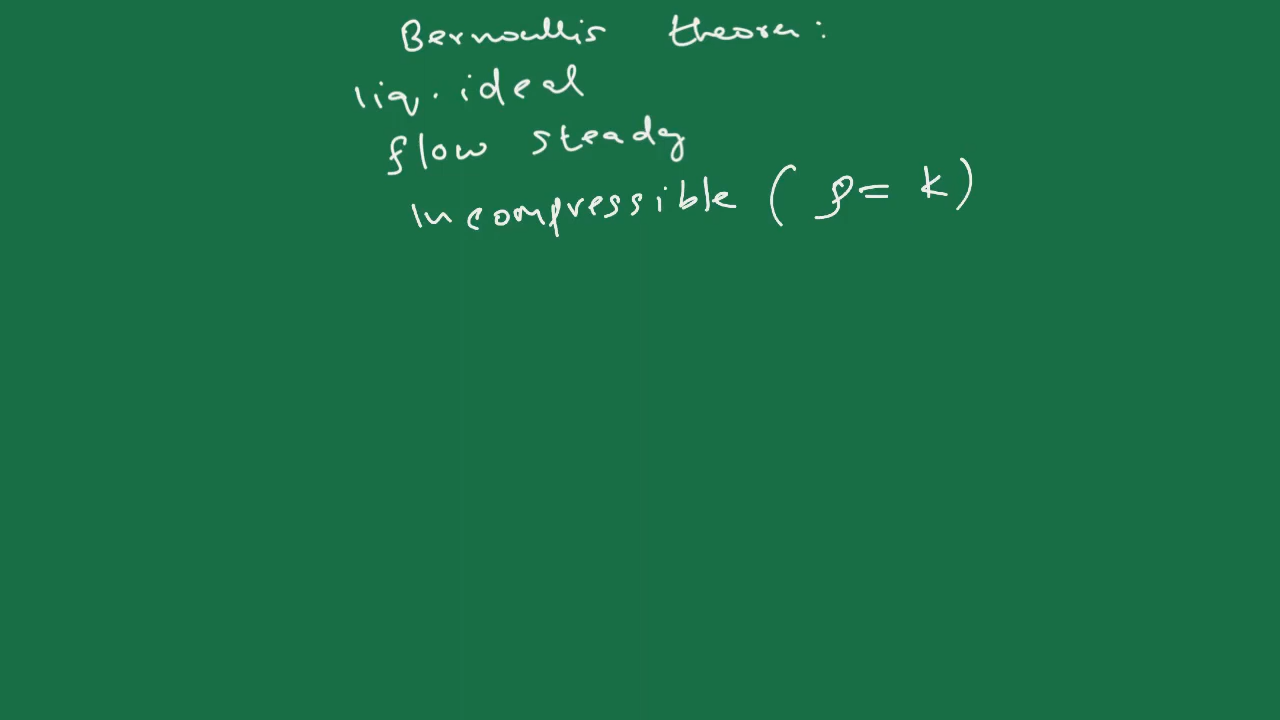 Bernoullis theorem:
liq. ideal
flow steady
Incompressible (ρ= k)